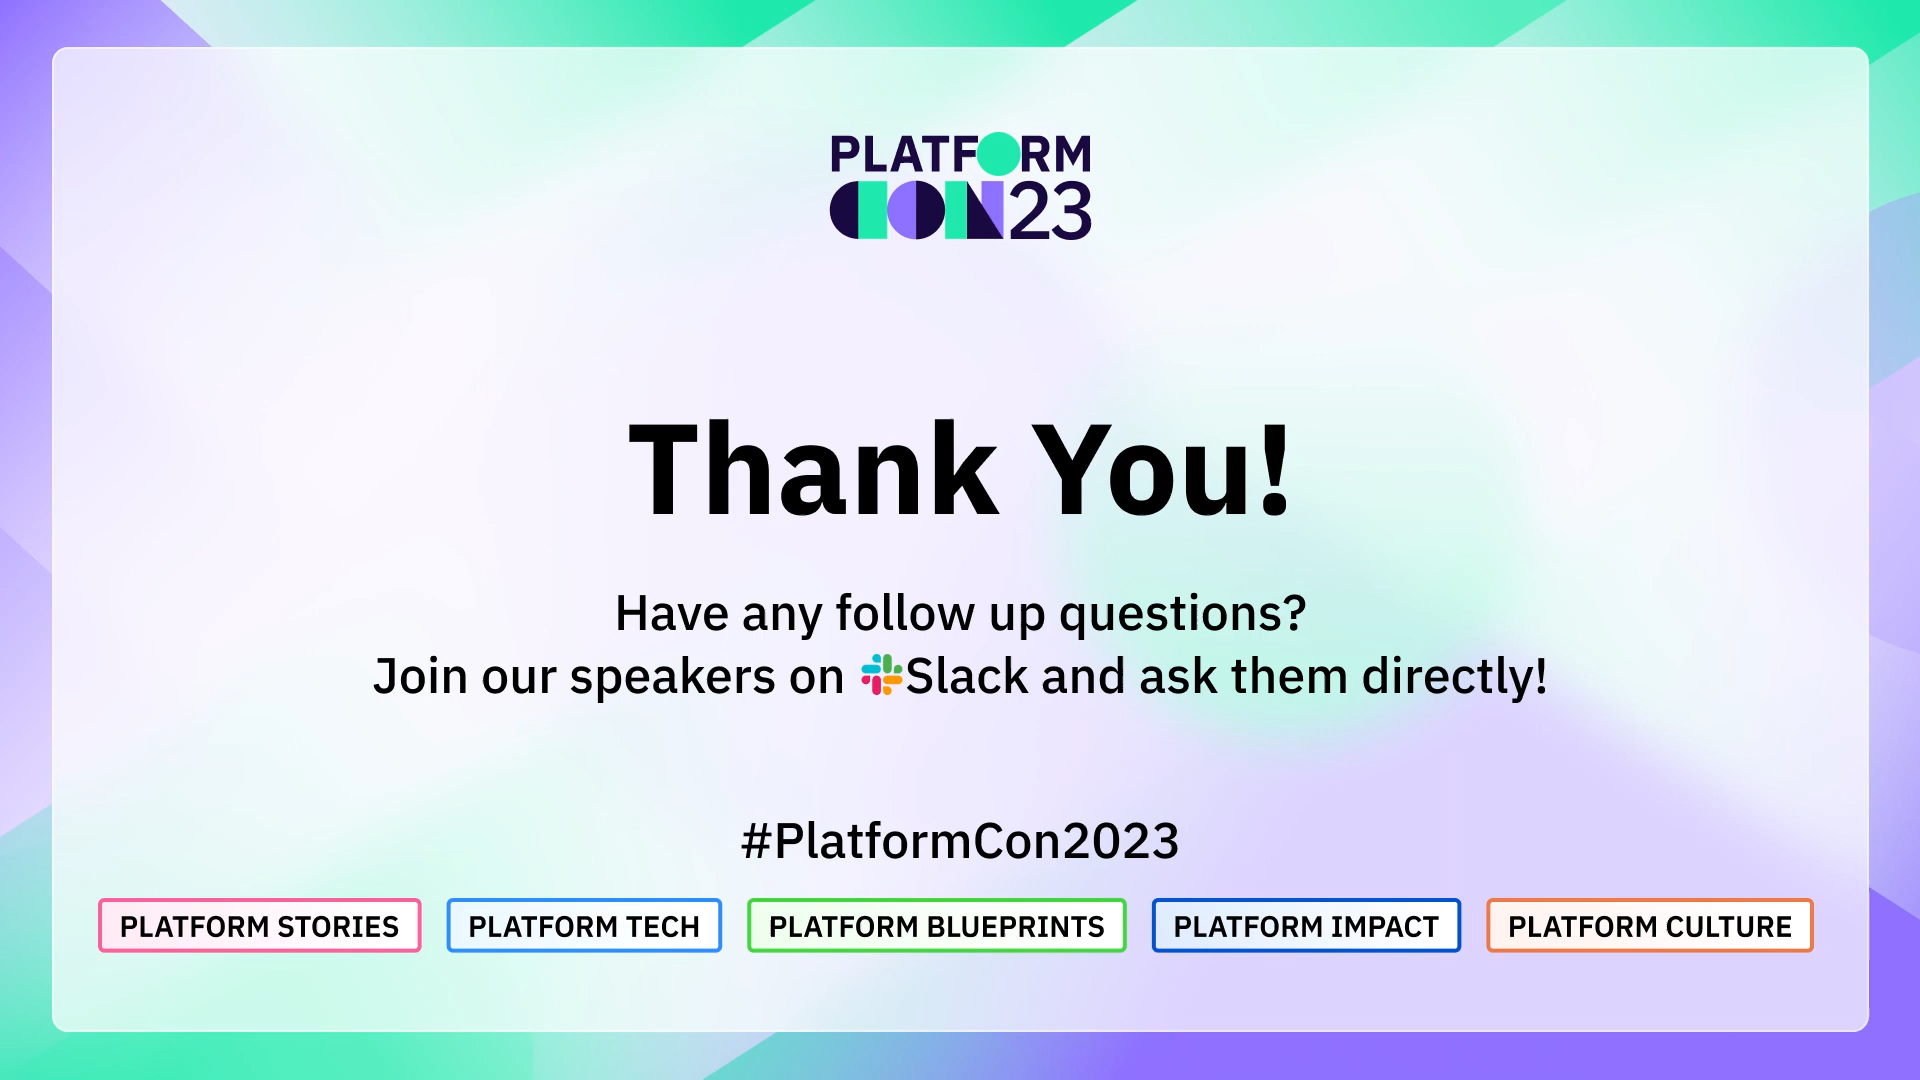 PLATFORM
CON23
Thank You!
Have any follow up questions?
Join our speakers on Slack and ask them directly!
#PlatformCon2023
PLATFORM STORIES
PLATFORM TECH
PLATFORM BLUEPRINTS
PLATFORM IMPACT
PLATFORM CULTURE